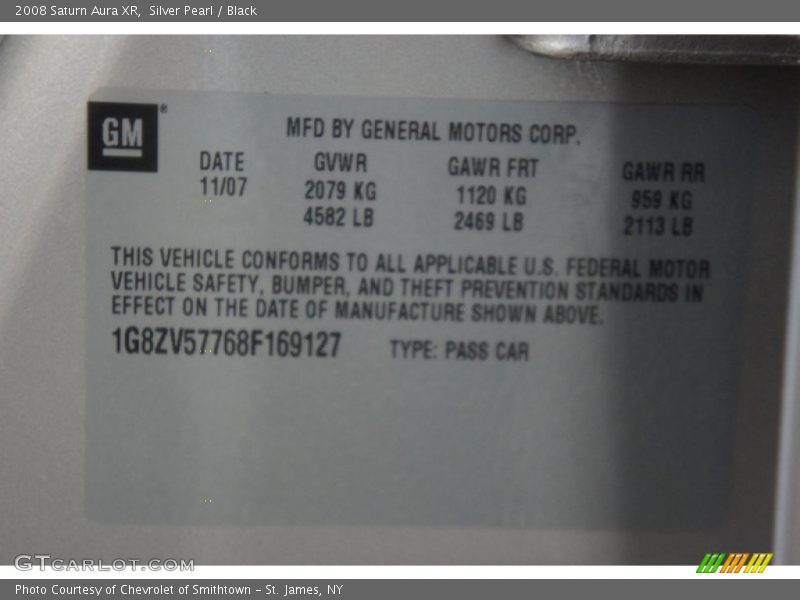 2008 Saturn Aura XR,  Silver Pearl / Black
GM®
MFD BY GENERAL MOTORS CORP.
DATE GVWR GAWR FRT GAWR RR
11/07 2079 KG 1120 KG 959 KG
4582 LB 2469 LB 2113 LB
THIS VEHICLE CONFORMS TO ALL APPLICABLE U.S. FEDERAL MOTOR
VEHICLE SAFETY, BUMPER, AND THEFT PREVENTION STANDARDS IN
EFFECT ON THE DATE OF MANUFACTURE SHOWN ABOVE.
1G8ZV57768F169127 TYPE: PASS CAR
GTCARLOT.COM
Photo Courtesy of Chevrolet of Smithtown - St. James, NY